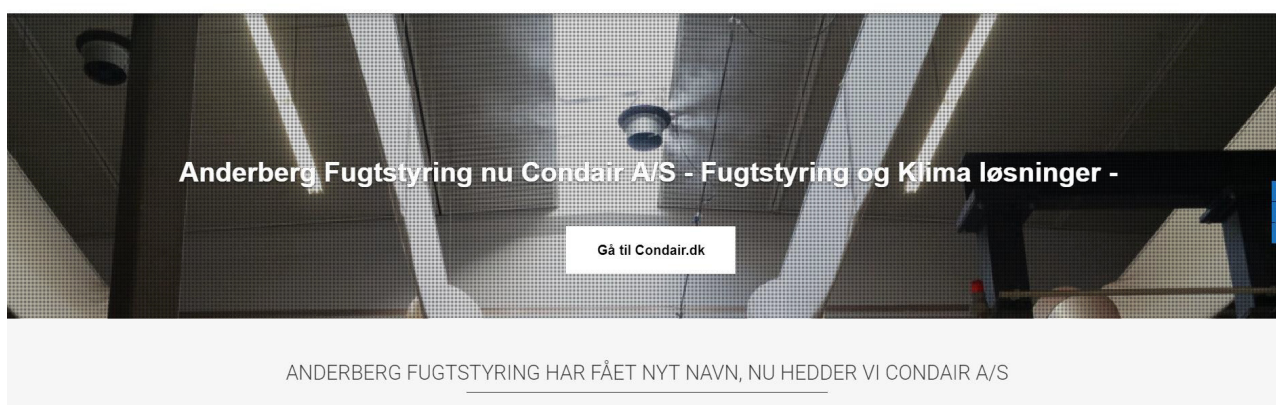 Anderberg Fugtstyring nu Condair A/S - Fugtstyring og Klima løsninger -
Gå til Condair.dk
ANDERBERG FUGTSTYRING HAR FÅET NYT NAVN, NU HEDDER VI CONDAIR A/S